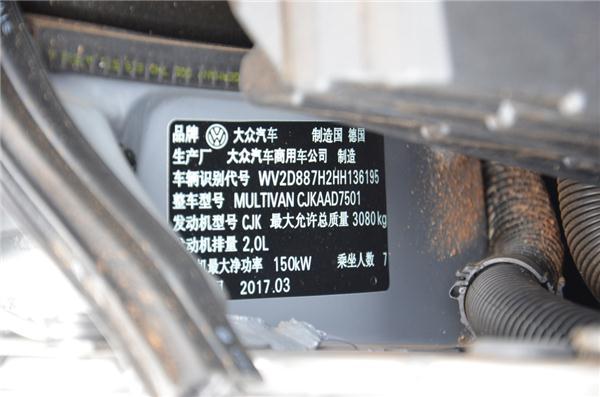 品牌 大众汽车 制造国 德国
生产厂 大众汽车商用车公司 制造
车辆识别代号 WV2D887H2HH136195
整车型号 MULTIVAN CJKAAD7501
发动机型号 CJK 最大允许总质量 3080kg
动机排量 2,0L
机最大净功率 150kW 乘坐人数 7
2017.03